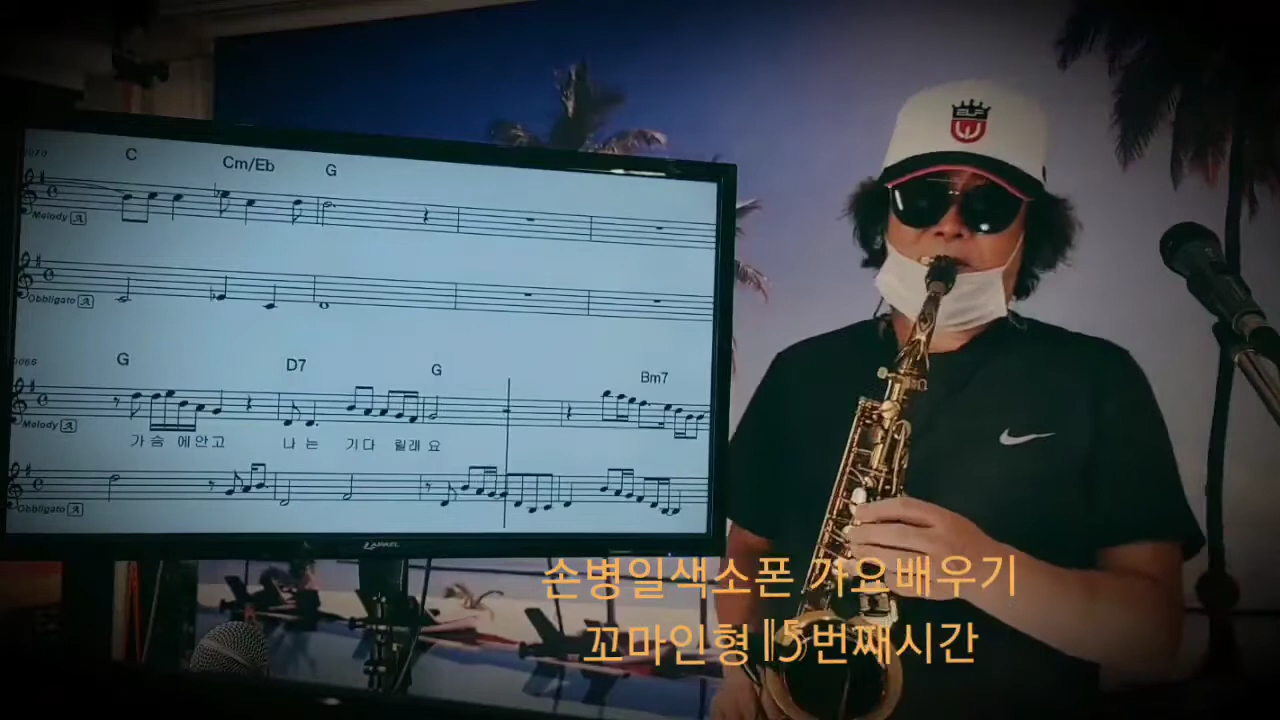 C Cm/Eb G
Melody A
Obbligato A
G D7 G Bm7
Melody A
가슴 에안고 나는 기다 릴래요
Obbligato A
ELF
손병일색소폰 가요배우기
꼬마인형 ||5번째시간